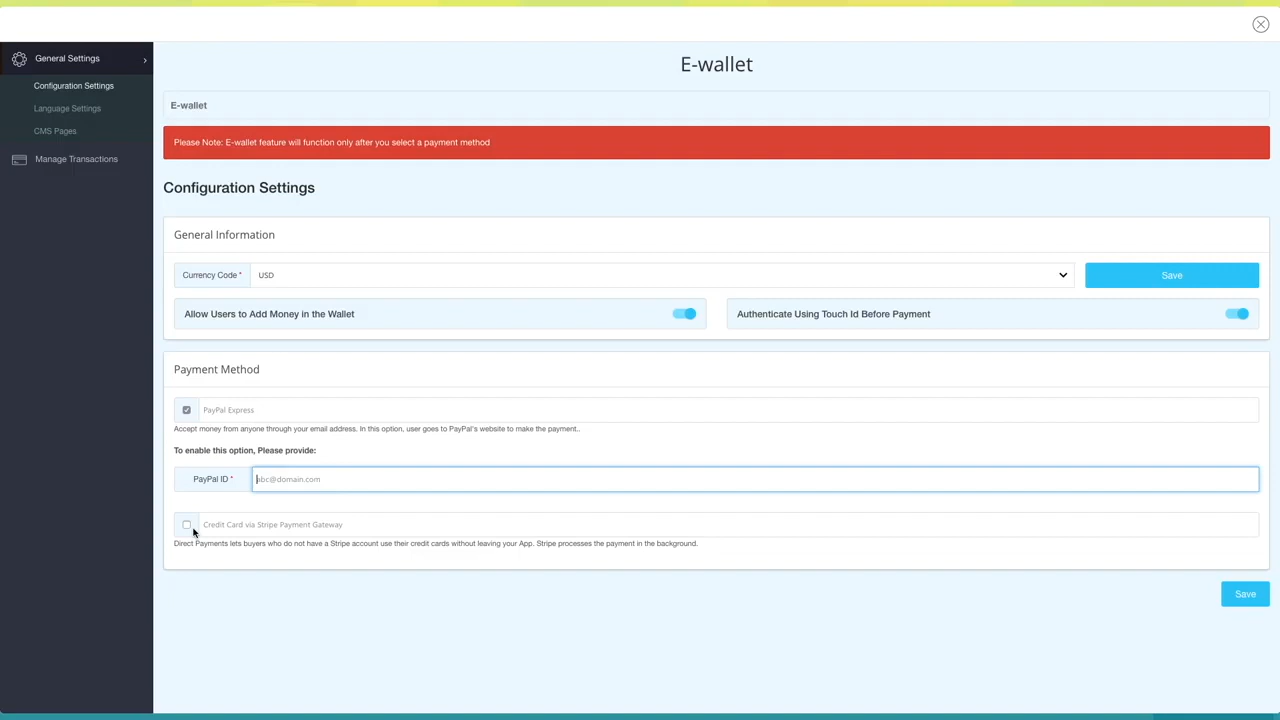 General Settings
Configuration Settings
Language Settings
CMS Pages
Manage Transactions
E-wallet
E-wallet
Please Note: E-wallet feature will function only after you select a payment method
Configuration Settings
General Information
Currency Code *
USD
Save
Allow Users to Add Money in the Wallet
Authenticate Using Touch Id Before Payment
Payment Method
PayPal Express
Accept money from anyone through your email address. In this option, user goes to PayPal's website to make the payment..
To enable this option, Please provide:
PayPal ID *
abc@domain.com
Credit Card via Stripe Payment Gateway
Direct Payments lets buyers who do not have a Stripe account use their credit cards without leaving your App. Stripe processes the payment in the background.
Save